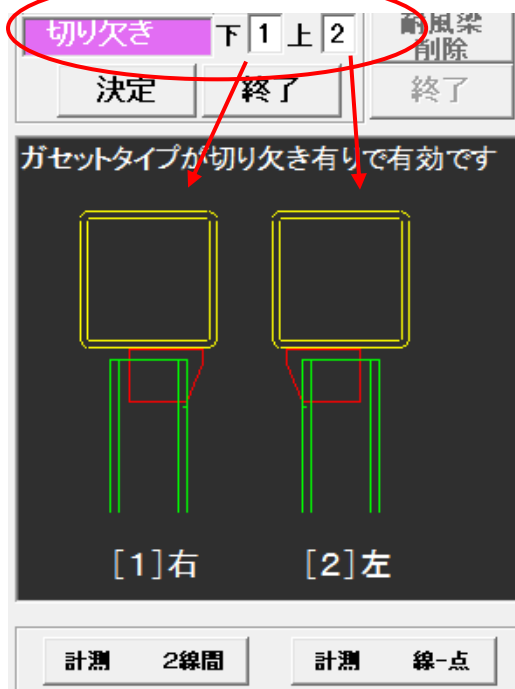 切り欠き 下 1 上 2
耐風梁
削除
決定 終了 終了
ガセットタイプが切り欠き有りで有効です
[1]右 [2]左
計測 2線間 計測 線-点